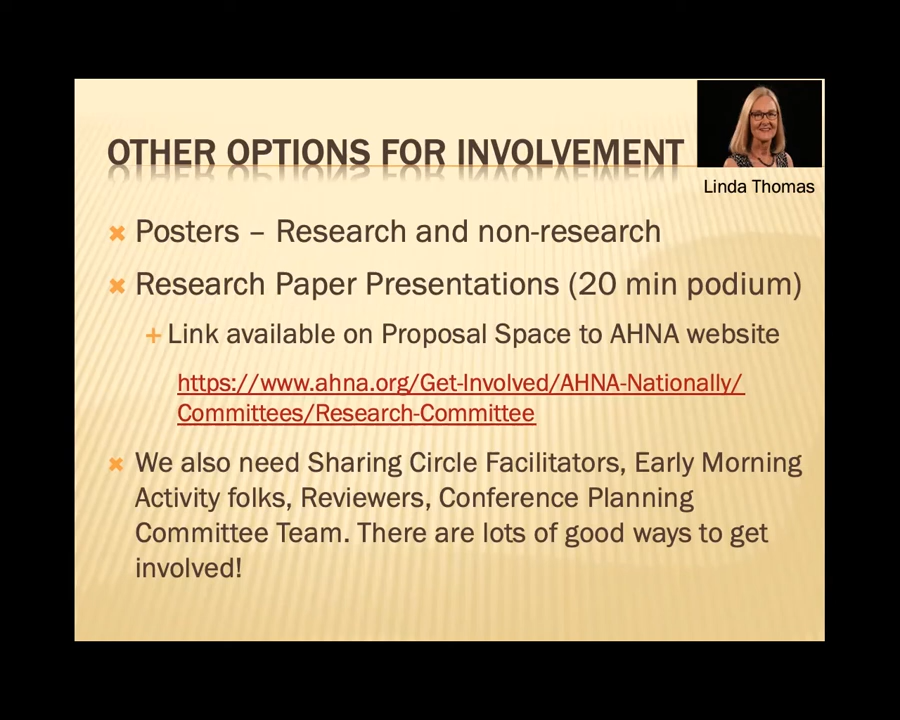 OTHER OPTIONS FOR INVOLVEMENT
Linda Thomas
Posters – Research and non-research
Research Paper Presentations (20 min podium)
Link available on Proposal Space to AHNA website
https://www.ahna.org/Get-Involved/AHNA-Nationally/
Committees/Research-Committee
We also need Sharing Circle Facilitators, Early Morning
Activity folks, Reviewers, Conference Planning
Committee Team. There are lots of good ways to get
involved!